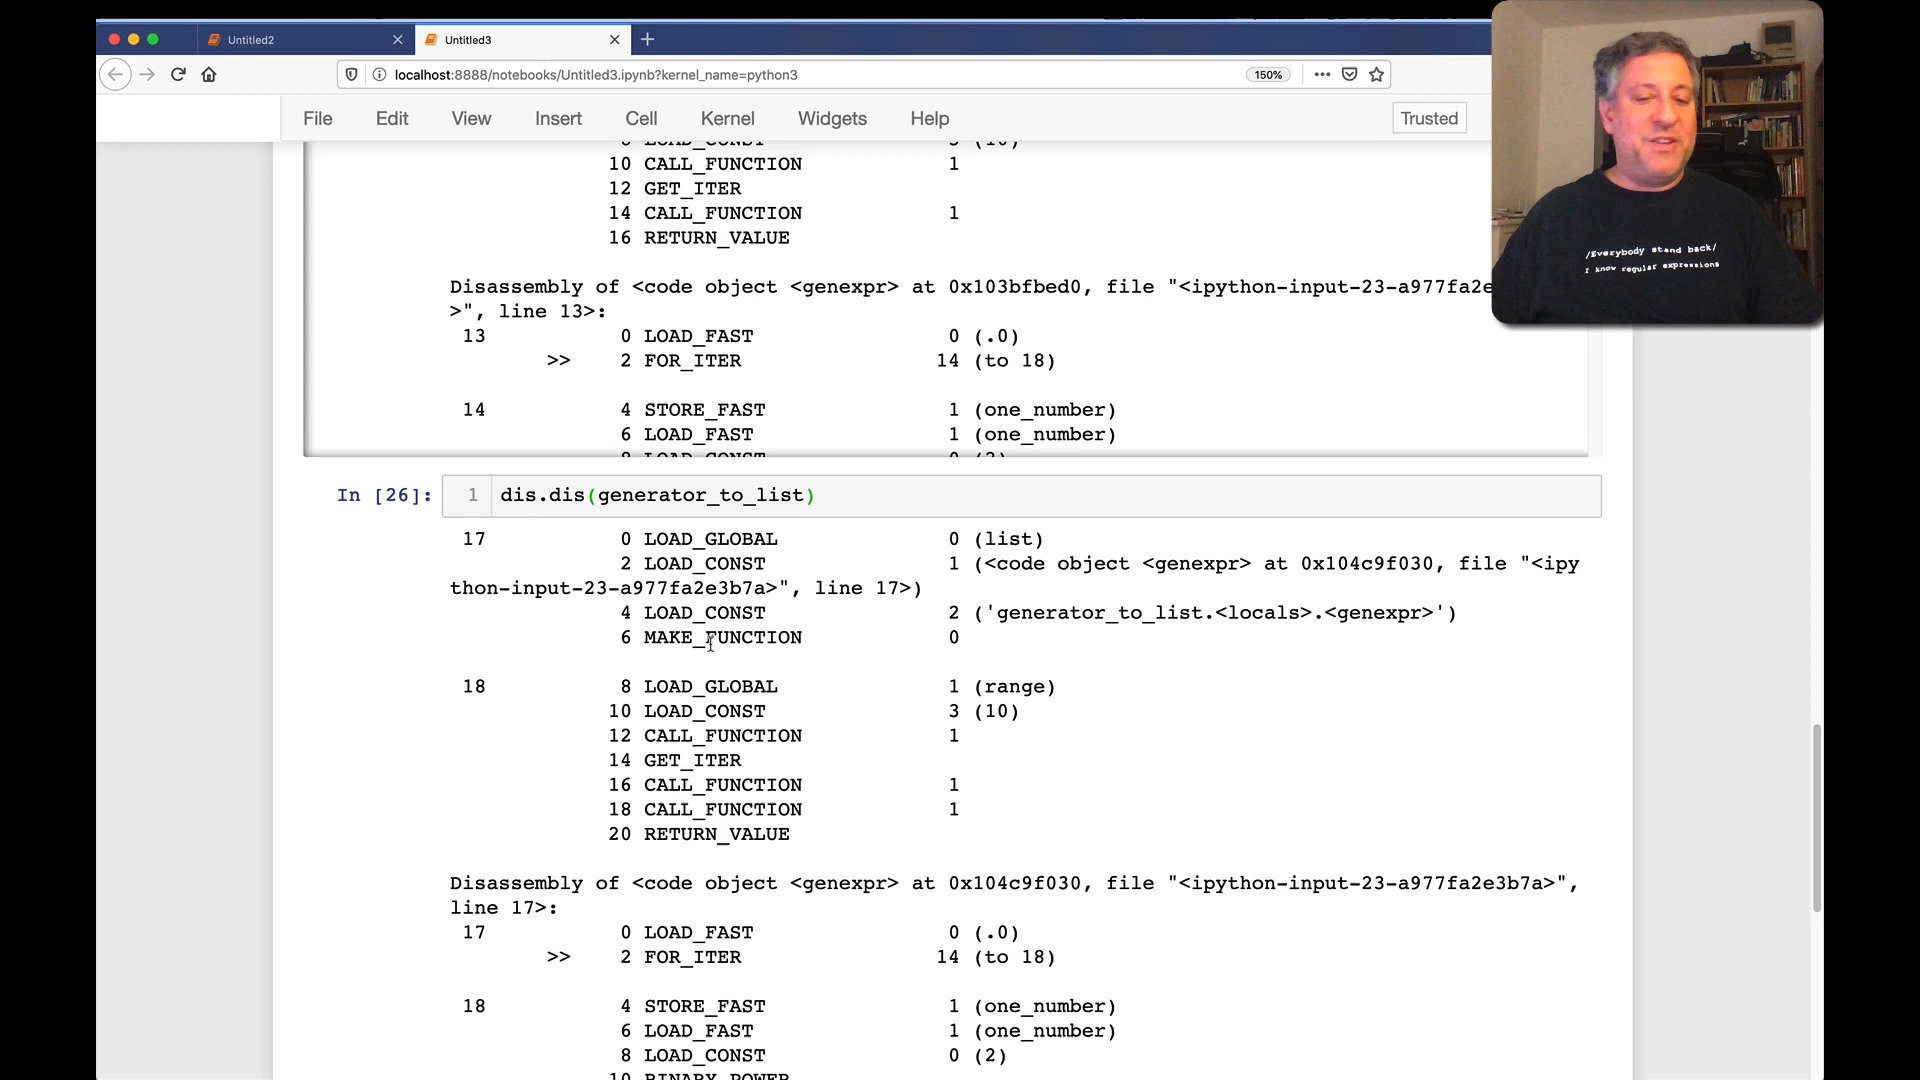 Untitled2
Untitled3
localhost:8888/notebooks/Untitled3.ipynb?kernel_name=python3
150%
File Edit View Insert Cell Kernel Widgets Help Trusted
10 CALL_FUNCTION 1
12 GET_ITER
14 CALL_FUNCTION 1
16 RETURN_VALUE
Disassembly of <code object <genexpr> at 0x103bfbed0, file "<ipython-input-23-a977fa2e
>", line 13>:
13 0 LOAD_FAST 0 (.0)
>> 2 FOR_ITER 14 (to 18)
14 4 STORE_FAST 1 (one_number)
6 LOAD_FAST 1 (one_number)
In [26]: 1 dis.dis(generator_to_list)
17 0 LOAD_GLOBAL 0 (list)
2 LOAD_CONST 1 (<code object <genexpr> at 0x104c9f030, file "<ipy
thon-input-23-a977fa2e3b7a>", line 17>)
4 LOAD_CONST 2 ('generator_to_list.<locals>.<genexpr>')
6 MAKE_FUNCTION 0
18 8 LOAD_GLOBAL 1 (range)
10 LOAD_CONST 3 (10)
12 CALL_FUNCTION 1
14 GET_ITER
16 CALL_FUNCTION 1
18 CALL_FUNCTION 1
20 RETURN_VALUE
Disassembly of <code object <genexpr> at 0x104c9f030, file "<ipython-input-23-a977fa2e3b7a>",
line 17>:
17 0 LOAD_FAST 0 (.0)
>> 2 FOR_ITER 14 (to 18)
18 4 STORE_FAST 1 (one_number)
6 LOAD_FAST 1 (one_number)
8 LOAD_CONST 0 (2)
10 BINARY_POWER
/Everybody stand back/
I know regular expressions